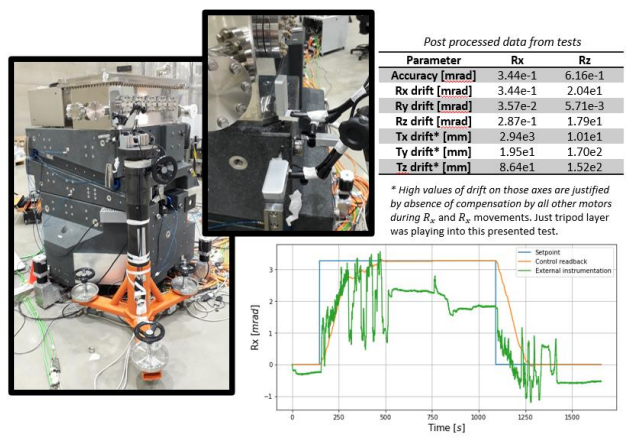 Post processed data from tests
Parameter Rx Rz
Accuracy [mrad] 3.44e-1 6.16e-1
Rx drift [mrad] 3.44e-1 2.04e1
Ry drift [mrad] 3.57e-2 5.71e-3
Rz drift [mrad] 2.87e-1 1.79e1
Tx drift* [mm] 2.94e3 1.01e1
Ty drift* [mm] 1.95e1 1.70e2
Tz drift* [mm] 8.64e1 1.52e2
* High values of drift on those axes are justified
by absence of compensation by all other motors
during Rx and Rx movements. Just tripod layer
was playing into this presented test.
Setpoint
Control readback
External instrumentation
3
2
1
0
−1
Rx [mrad]
0 250 500 750 1000 1250 1500
Time [s]